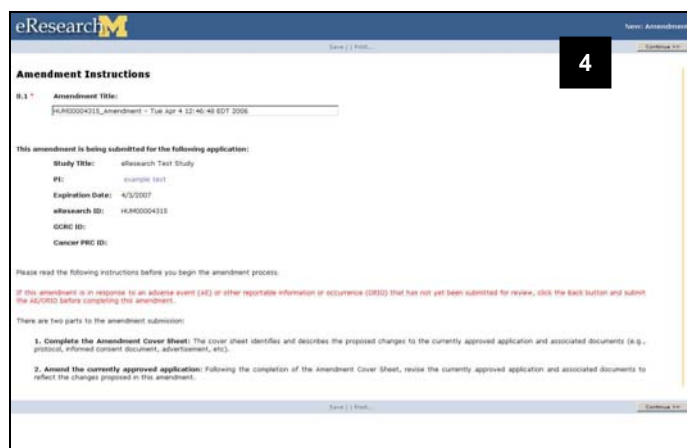 eResearchM
New: Amendment
Save | | Print...
Continue >>
4
Amendment Instructions
0.1 * Amendment Title:
HUM00004315_Amendment - Tue Apr 4 12:46:48 EDT 2006
This amendment is being submitted for the following application:
Study Title: eResearch Test Study
PI: example test
Expiration Date: 4/3/2007
eResearch ID: HUM00004315
GCRC ID:
Cancer PRC ID:
Please read the following instructions before you begin the amendment process.
If this amendment is in response to an adverse event (AE) or other reportable information or occurrence (ORIO) that has not yet been submitted for review, click the Back button and submit
the AE/ORIO before completing this amendment.
There are two parts to the amendment submission:
1. Complete the Amendment Cover Sheet: The cover sheet identifies and describes the proposed changes to the currently approved application and associated documents (e.g.,
protocol, informed consent document, advertisement, etc).
2. Amend the currently approved application: Following the completion of the Amendment Cover Sheet, revise the currently approved application and associated documents to
reflect the changes proposed in this amendment.
Save | | Print...
Continue >>